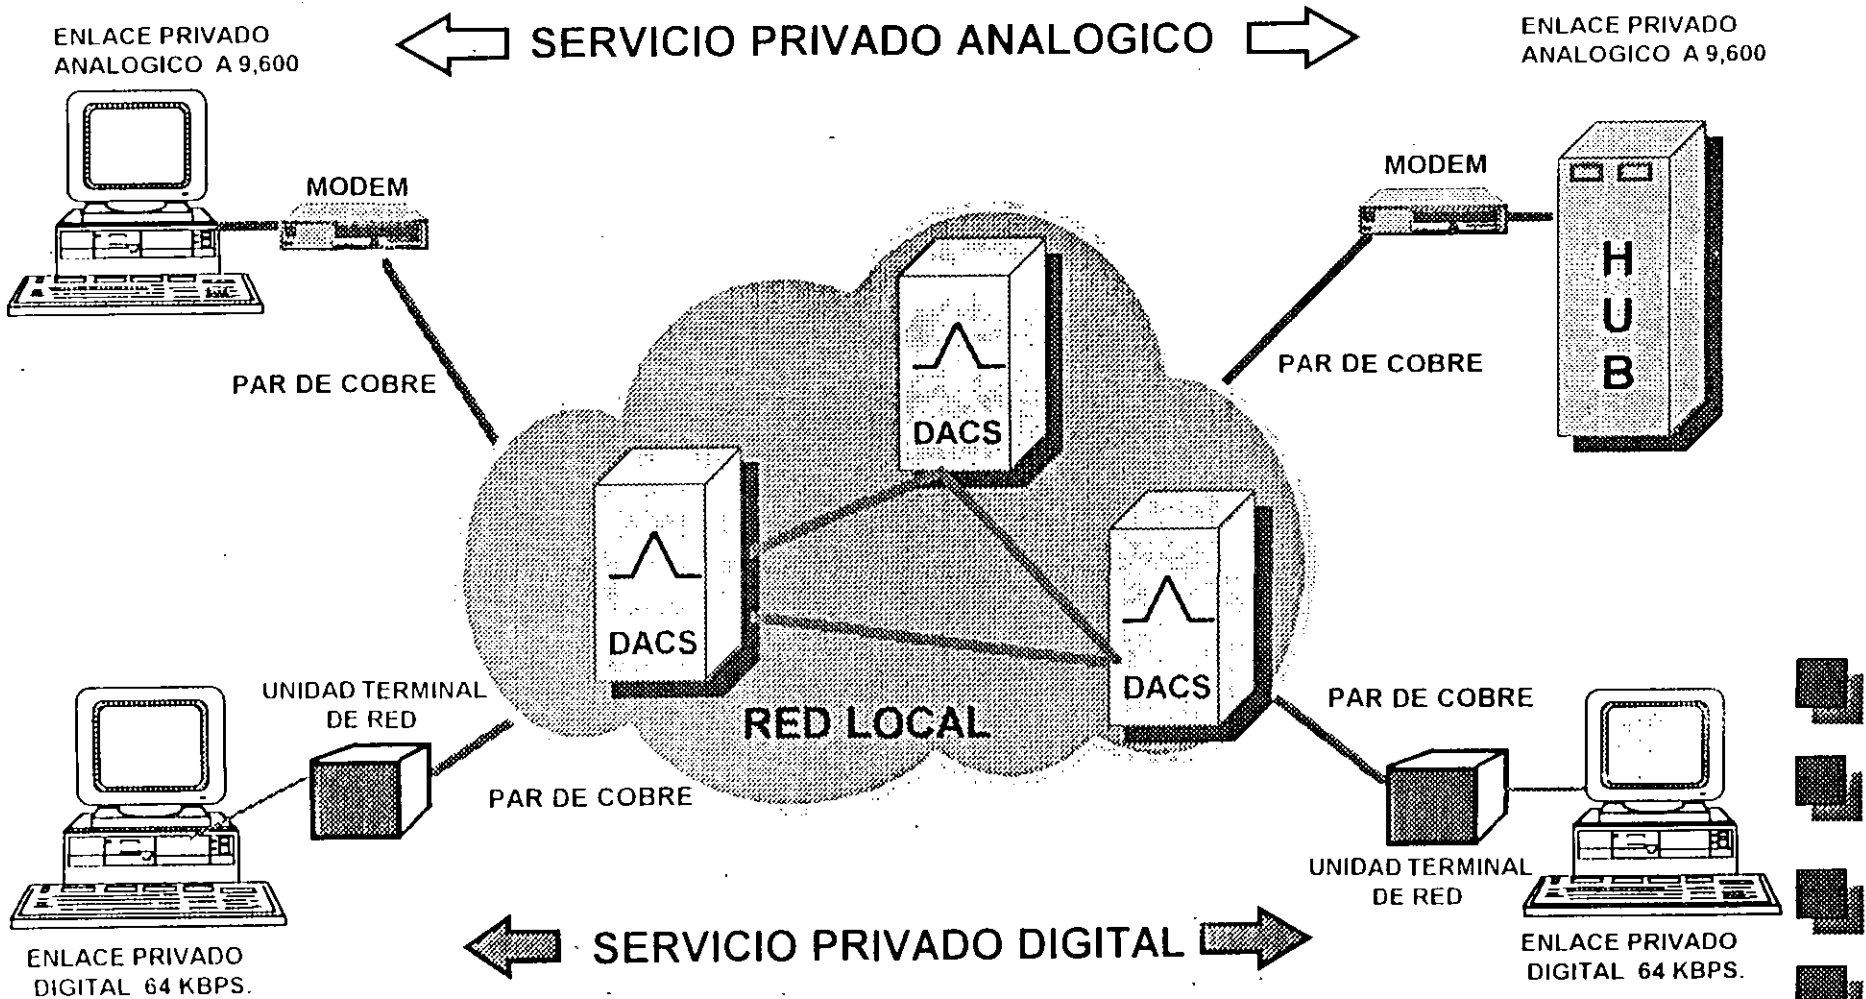 ENLACE PRIVADO
ANALOGICO A 9,600
SERVICIO PRIVADO ANALOGICO
ENLACE PRIVADO
ANALOGICO A 9,600
MODEM
MODEM
HUB
PAR DE COBRE
PAR DE COBRE
DACS
DACS
DACS
RED LOCAL
UNIDAD TERMINAL
DE RED
PAR DE COBRE
PAR DE COBRE
UNIDAD TERMINAL
DE RED
ENLACE PRIVADO
DIGITAL 64 KBPS.
SERVICIO PRIVADO DIGITAL
ENLACE PRIVADO
DIGITAL 64 KBPS.